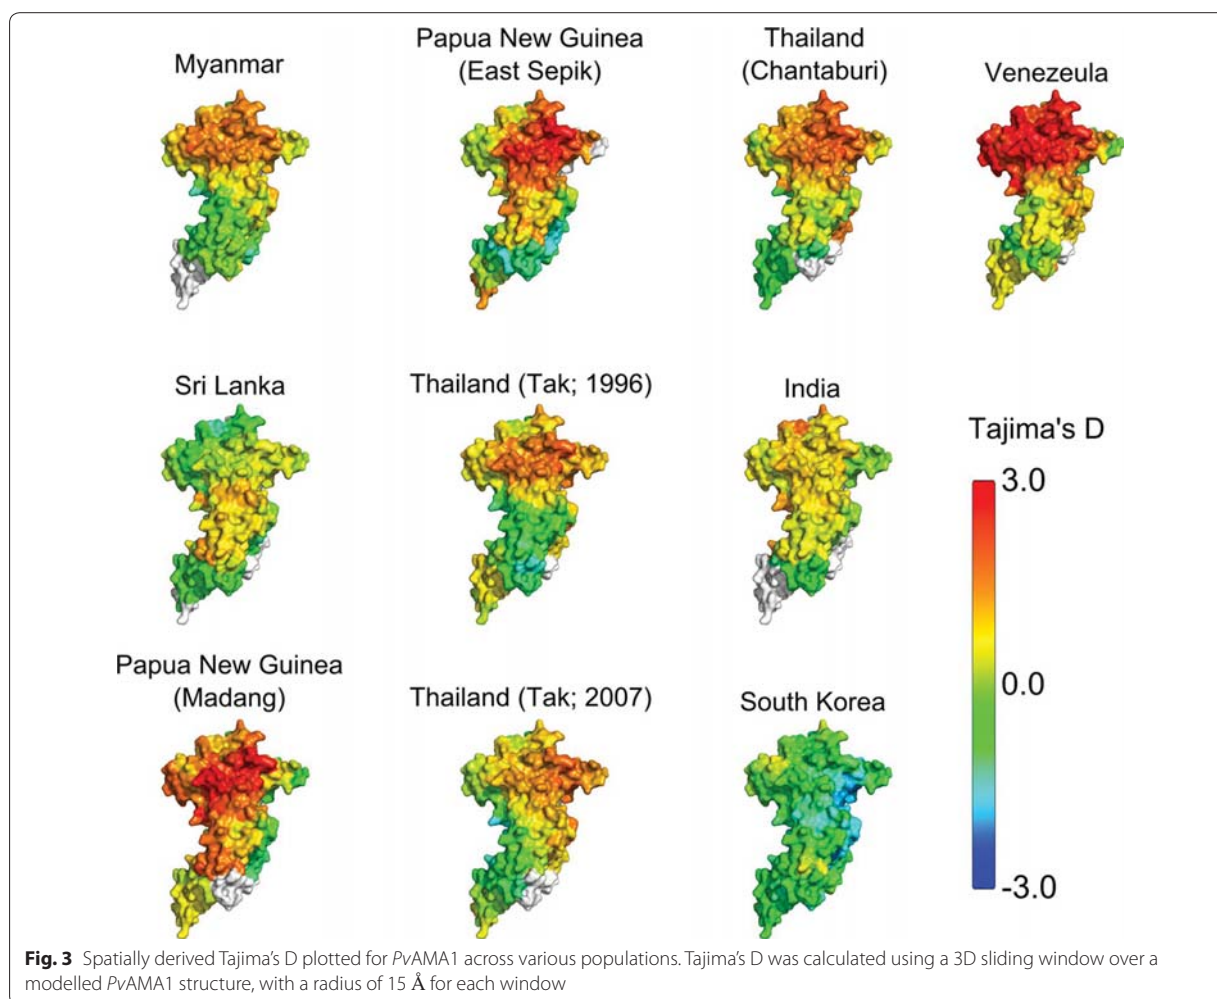 Myanmar
Papua New Guinea
(East Sepik)
Thailand
(Chantaburi)
Venezeula
Sri Lanka
Thailand (Tak; 1996)
India
Tajima's D
3.0
0.0
-3.0
Papua New Guinea
(Madang)
Thailand (Tak; 2007)
South Korea
Fig. 3 Spatially derived Tajima's D plotted for PvAMA1 across various populations. Tajima's D was calculated using a 3D sliding window over a
modelled PvAMA1 structure, with a radius of 15 Å for each window